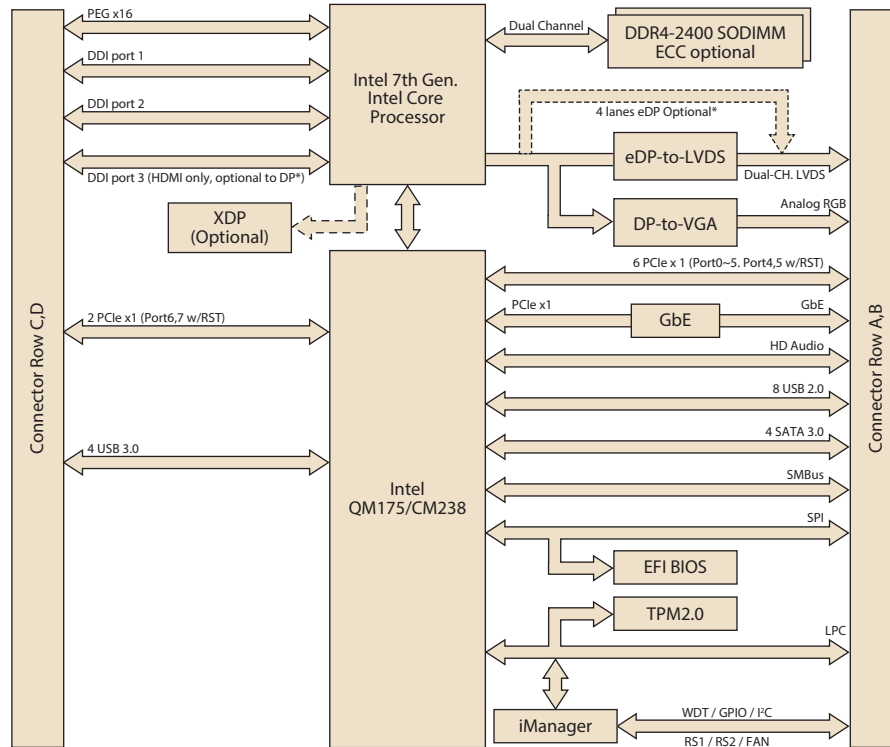 PEG x16
DDI port 1
DDI port 2
DDI port 3 (HDMI only, optional to DP*)
Intel 7th Gen.
Intel Core
Processor
Dual Channel
DDR4-2400 SODIMM
ECC optional
4 lanes eDP Optional*
eDP-to-LVDS
Dual-CH. LVDS
DP-to-VGA
Analog RGB
XDP
(Optional)
Connector Row C,D
Connector Row A,B
2 PCIe x1 (Port6,7 w/RST)
4 USB 3.0
Intel
QM175/CM238
6 PCIe x 1 (Port0~5. Port4,5 w/RST)
PCIe x1
GbE
GbE
HD Audio
8 USB 2.0
4 SATA 3.0
SMBus
SPI
EFI BIOS
TPM2.0
LPC
iManager
WDT / GPIO / I²C
RS1 / RS2 / FAN